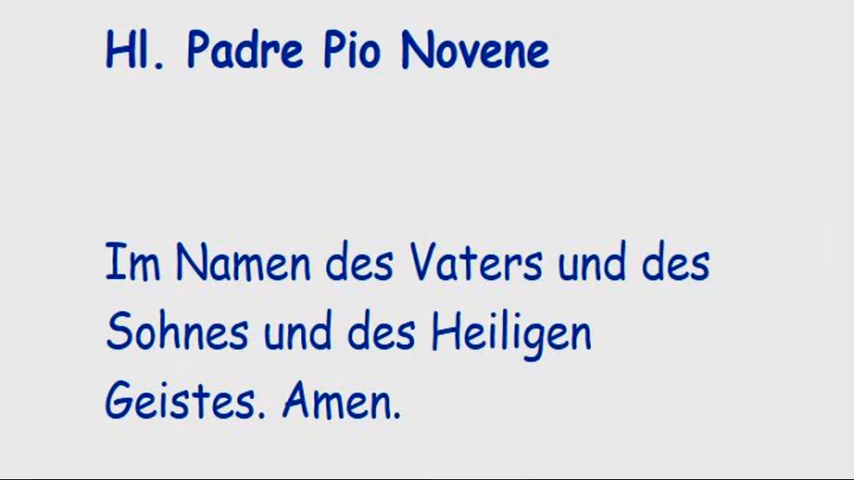 Hl. Padre Pio Novene
Im Namen des Vaters und des
Sohnes und des Heiligen
Geistes. Amen.